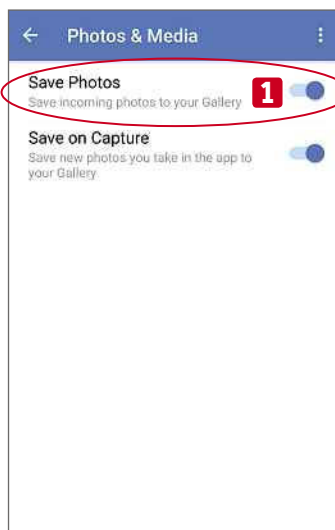 Photos & Media
Save Photos
Save incoming photos to your Gallery
1
Save on Capture
Save new photos you take in the app to
your Gallery